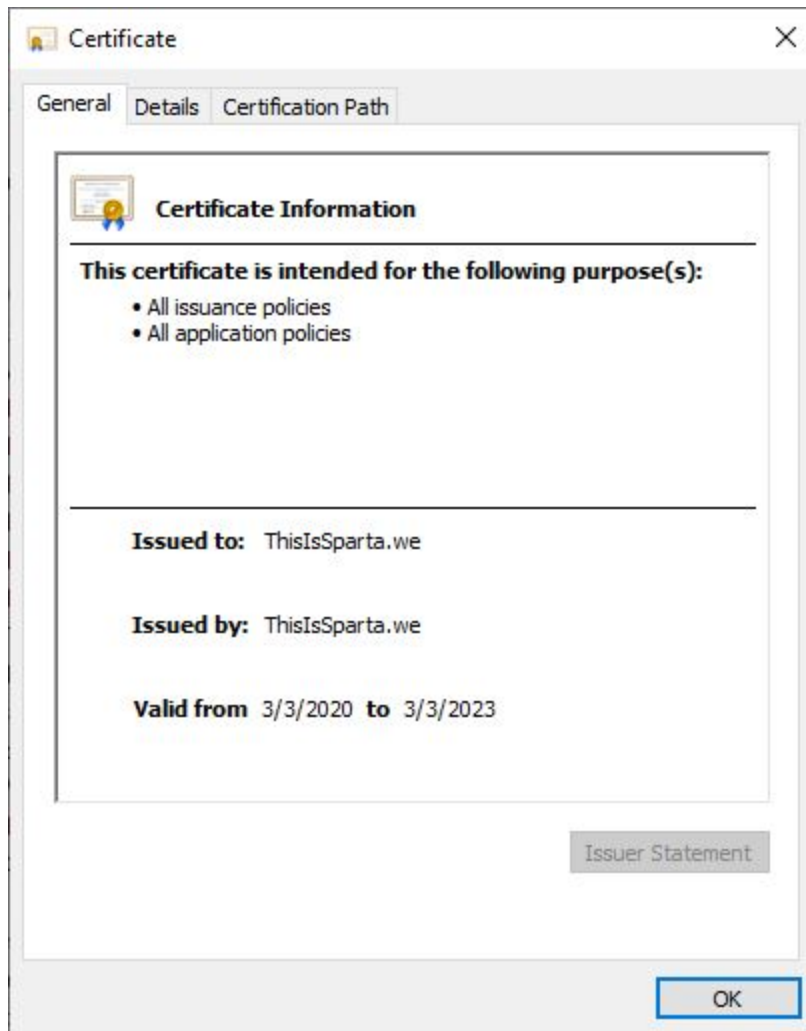 Certificate
General Details Certification Path
Certificate Information
This certificate is intended for the following purpose(s):
• All issuance policies
• All application policies
Issued to: ThisIsSparta.we
Issued by: ThisIsSparta.we
Valid from 3/3/2020 to 3/3/2023
Issuer Statement
OK